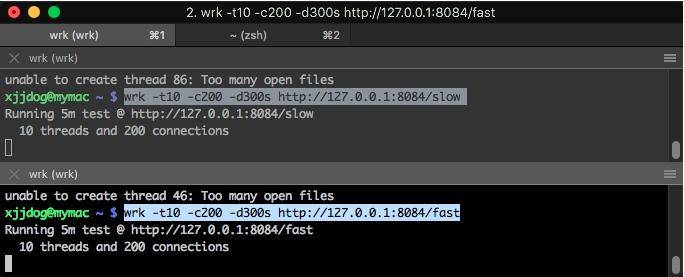 2. wrk -t10 -c200 -d300s http://127.0.0.1:8084/fast
wrk (wrk) ⌘1 ~ (zsh) ⌘2
wrk (wrk)
unable to create thread 86: Too many open files
xjjdog@mymac ~ $ wrk -t10 -c200 -d300s http://127.0.0.1:8084/slow
Running 5m test @ http://127.0.0.1:8084/slow
10 threads and 200 connections
wrk (wrk)
unable to create thread 46: Too many open files
xjjdog@mymac ~ $ wrk -t10 -c200 -d300s http://127.0.0.1:8084/fast
Running 5m test @ http://127.0.0.1:8084/fast
10 threads and 200 connections